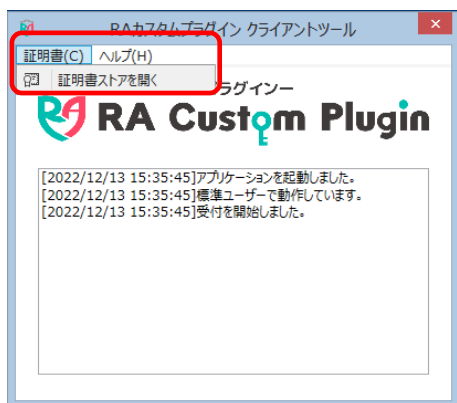 RAカスタムプラグイン クライアントツール
証明書(C) ヘルプ(H)
証明書ストアを開く
プラグインー
RA Custom Plugin
[2022/12/13 15:35:45]アプリケーションを起動しました。
[2022/12/13 15:35:45]標準ユーザーで動作しています。
[2022/12/13 15:35:45]受付を開始しました。